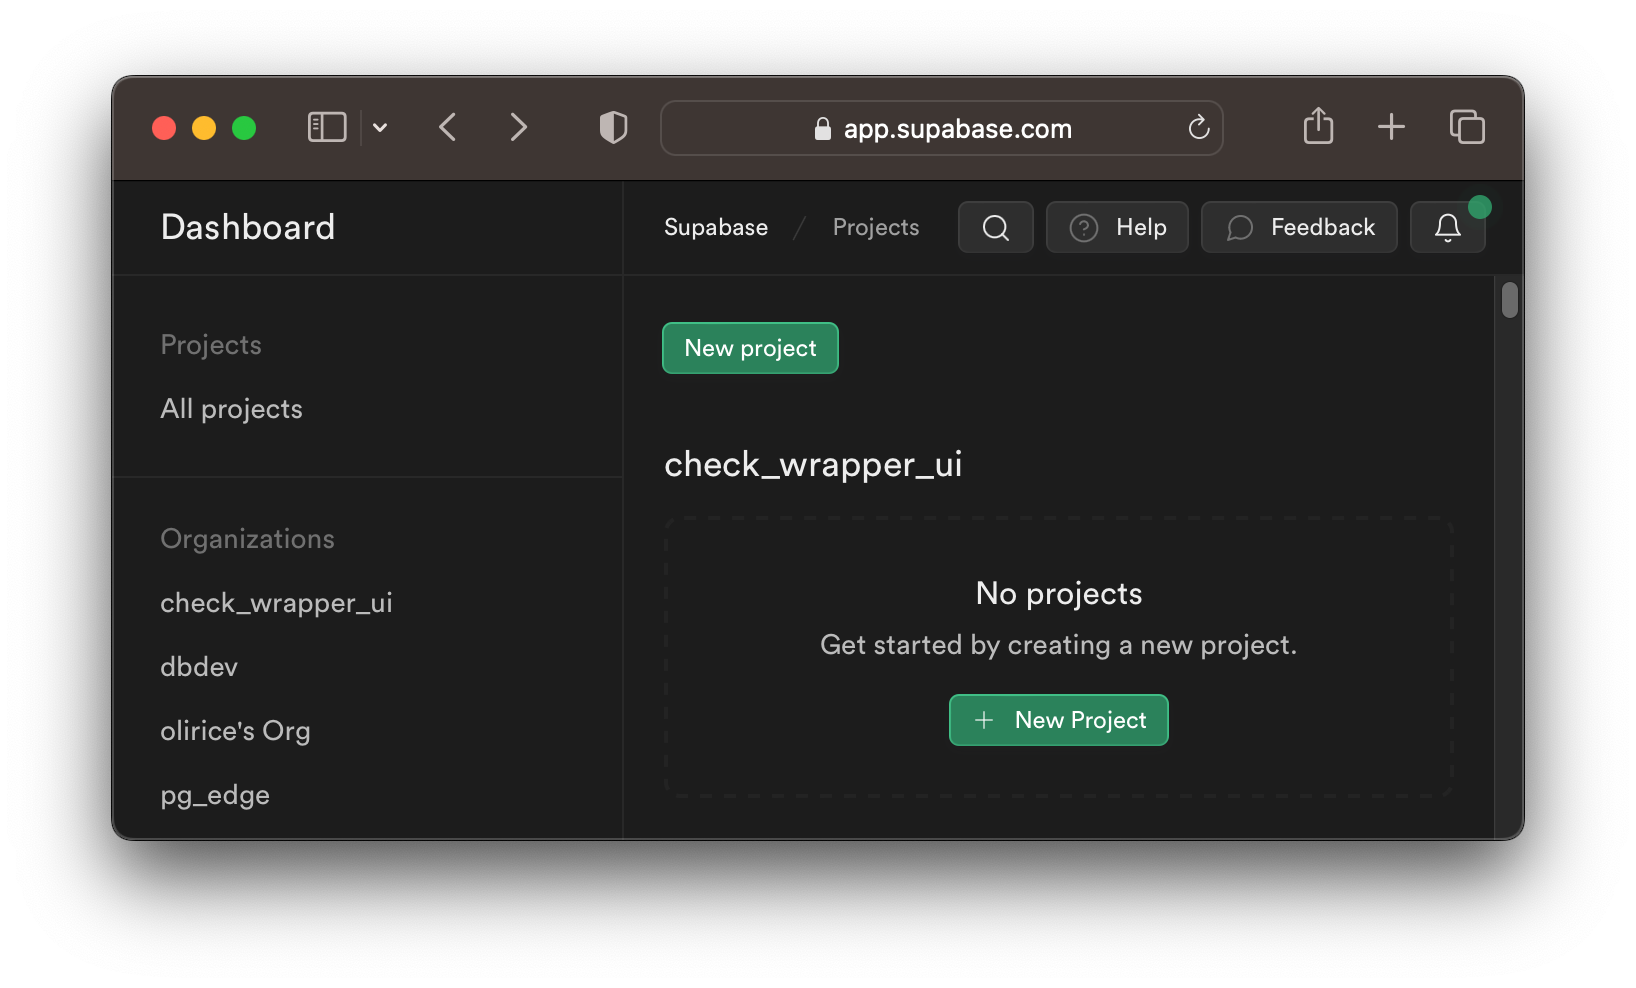 app.supabase.com
Dashboard
Supabase / Projects
Help
Feedback
Projects
All projects
Organizations
check_wrapper_ui
dbdev
olirice's Org
pg_edge
New project
check_wrapper_ui
No projects
Get started by creating a new project.
+ New Project